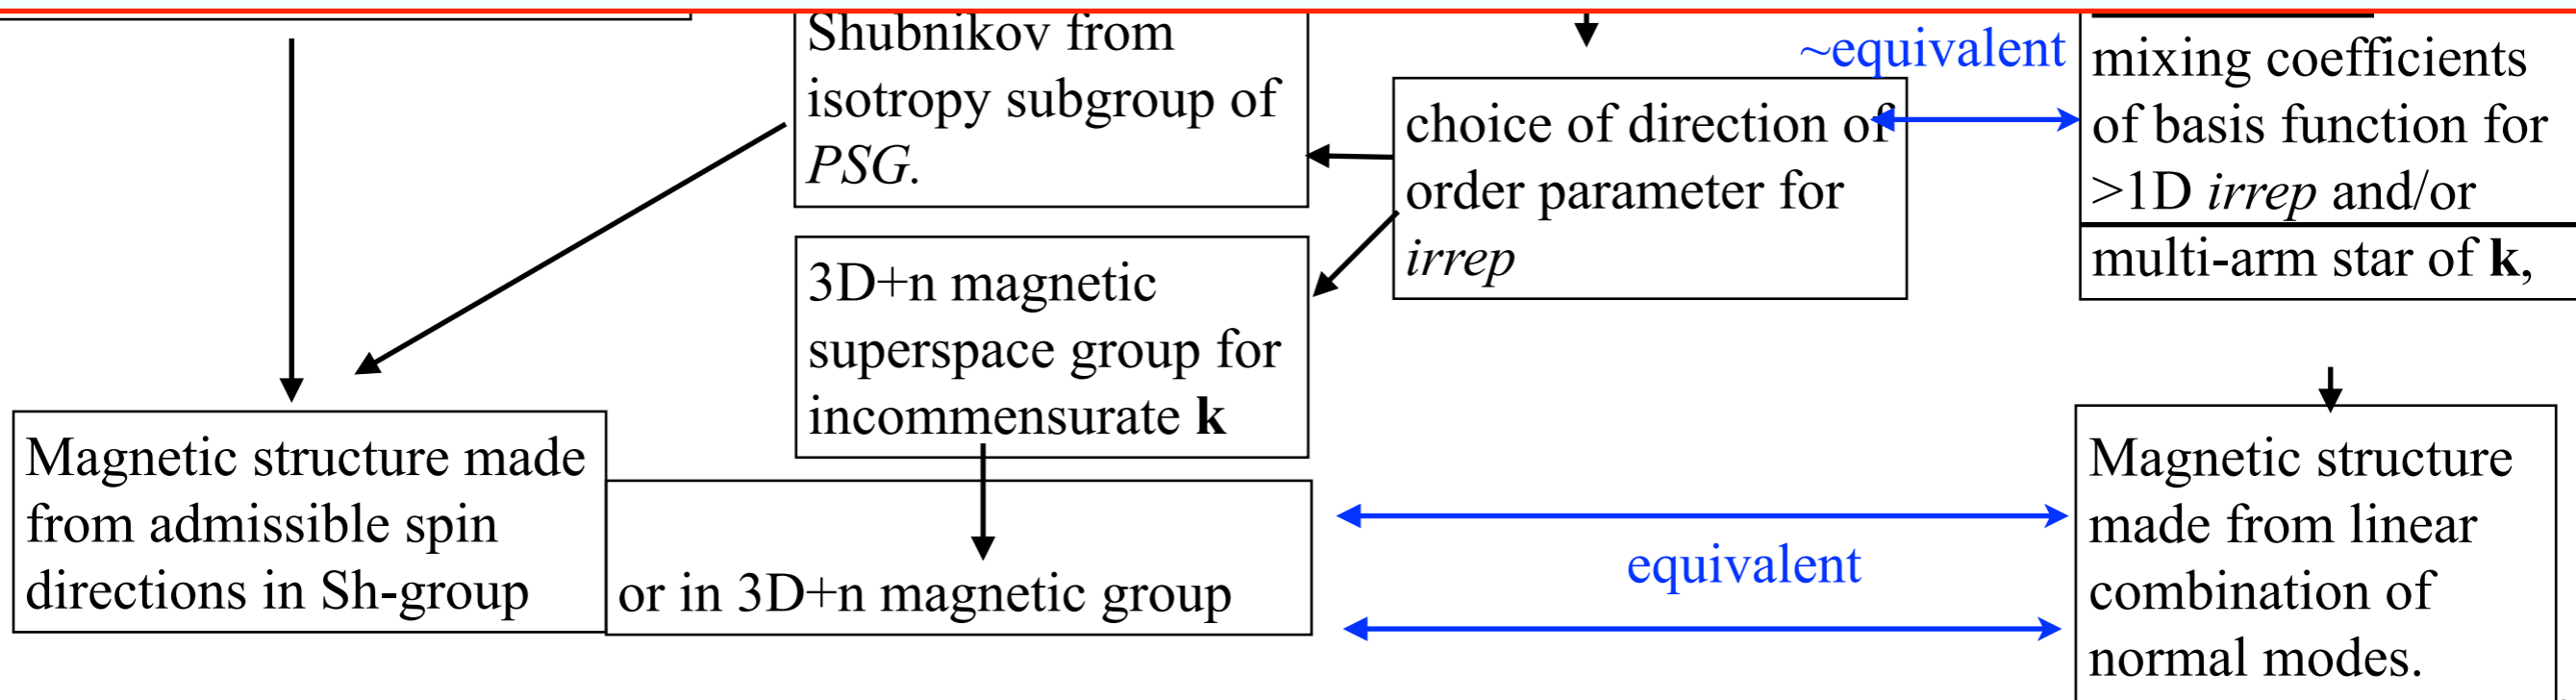 Shubnikov from
isotropy subgroup of
PSG.
~equivalent
choice of direction of
order parameter for
irrep
mixing coefficients
of basis function for
>1D irrep and/or
multi-arm star of k,
3D+n magnetic
superspace group for
incommensurate k
Magnetic structure made
from admissible spin
directions in Sh-group
or in 3D+n magnetic group
equivalent
Magnetic structure
made from linear
combination of
normal modes.